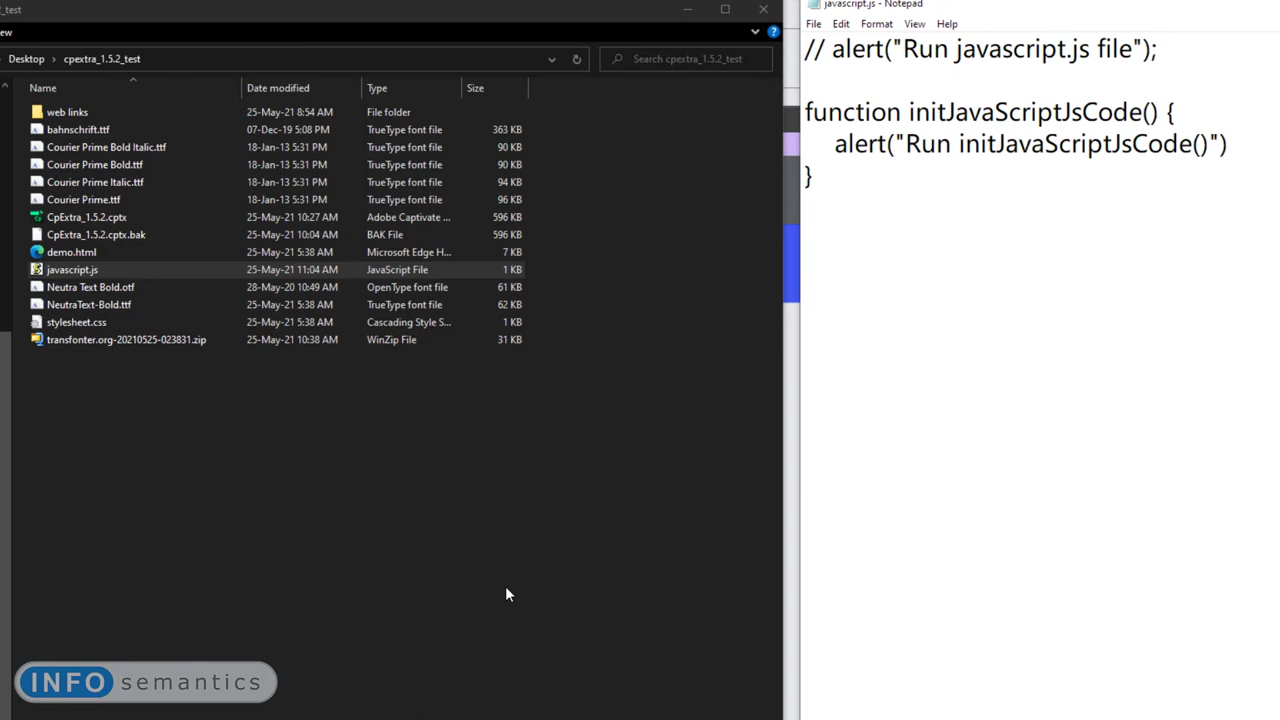 _test
ew
Desktop > cpextra_1.5.2_test
Search cpextra_1.5.2_test
Name Date modified Type Size
web links 25-May-21 8:54 AM File folder
bahnschrift.ttf 07-Dec-19 5:08 PM TrueType font file 363 KB
Courier Prime Bold Italic.ttf 18-Jan-13 5:31 PM TrueType font file 90 KB
Courier Prime Bold.ttf 18-Jan-13 5:31 PM TrueType font file 90 KB
Courier Prime Italic.ttf 18-Jan-13 5:31 PM TrueType font file 94 KB
Courier Prime.ttf 18-Jan-13 5:31 PM TrueType font file 96 KB
CpExtra_1.5.2.cptx 25-May-21 10:27 AM Adobe Captivate ... 596 KB
CpExtra_1.5.2.cptx.bak 25-May-21 10:04 AM BAK File 596 KB
demo.html 25-May-21 5:38 AM Microsoft Edge H... 7 KB
javascript.js 25-May-21 11:04 AM JavaScript File 1 KB
Neutra Text Bold.otf 28-May-20 10:49 AM OpenType font file 61 KB
NeutraText-Bold.ttf 25-May-21 5:38 AM TrueType font file 62 KB
stylesheet.css 25-May-21 5:38 AM Cascading Style S... 1 KB
transfonter.org-20210525-023831.zip 25-May-21 10:38 AM WinZip File 31 KB
INFO semantics
javascript.js - Notepad
File Edit Format View Help
// alert("Run javascript.js file");
function initJavaScriptJsCode() {
alert("Run initJavaScriptJsCode()")
}